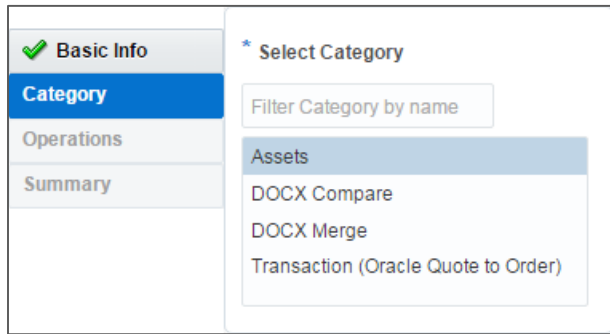 Basic Info
Category
Operations
Summary
* Select Category
Filter Category by name
Assets
DOCX Compare
DOCX Merge
Transaction (Oracle Quote to Order)